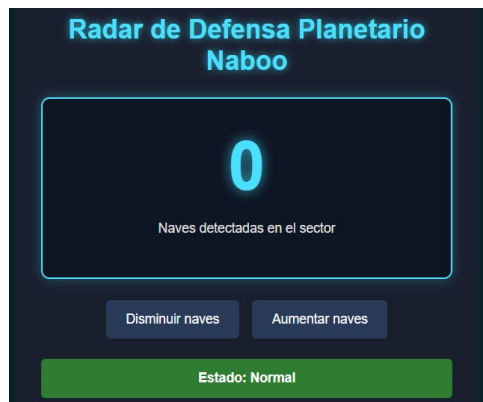 Radar de Defensa Planetario
Naboo
0
Naves detectadas en el sector
Disminuir naves
Aumentar naves
Estado: Normal